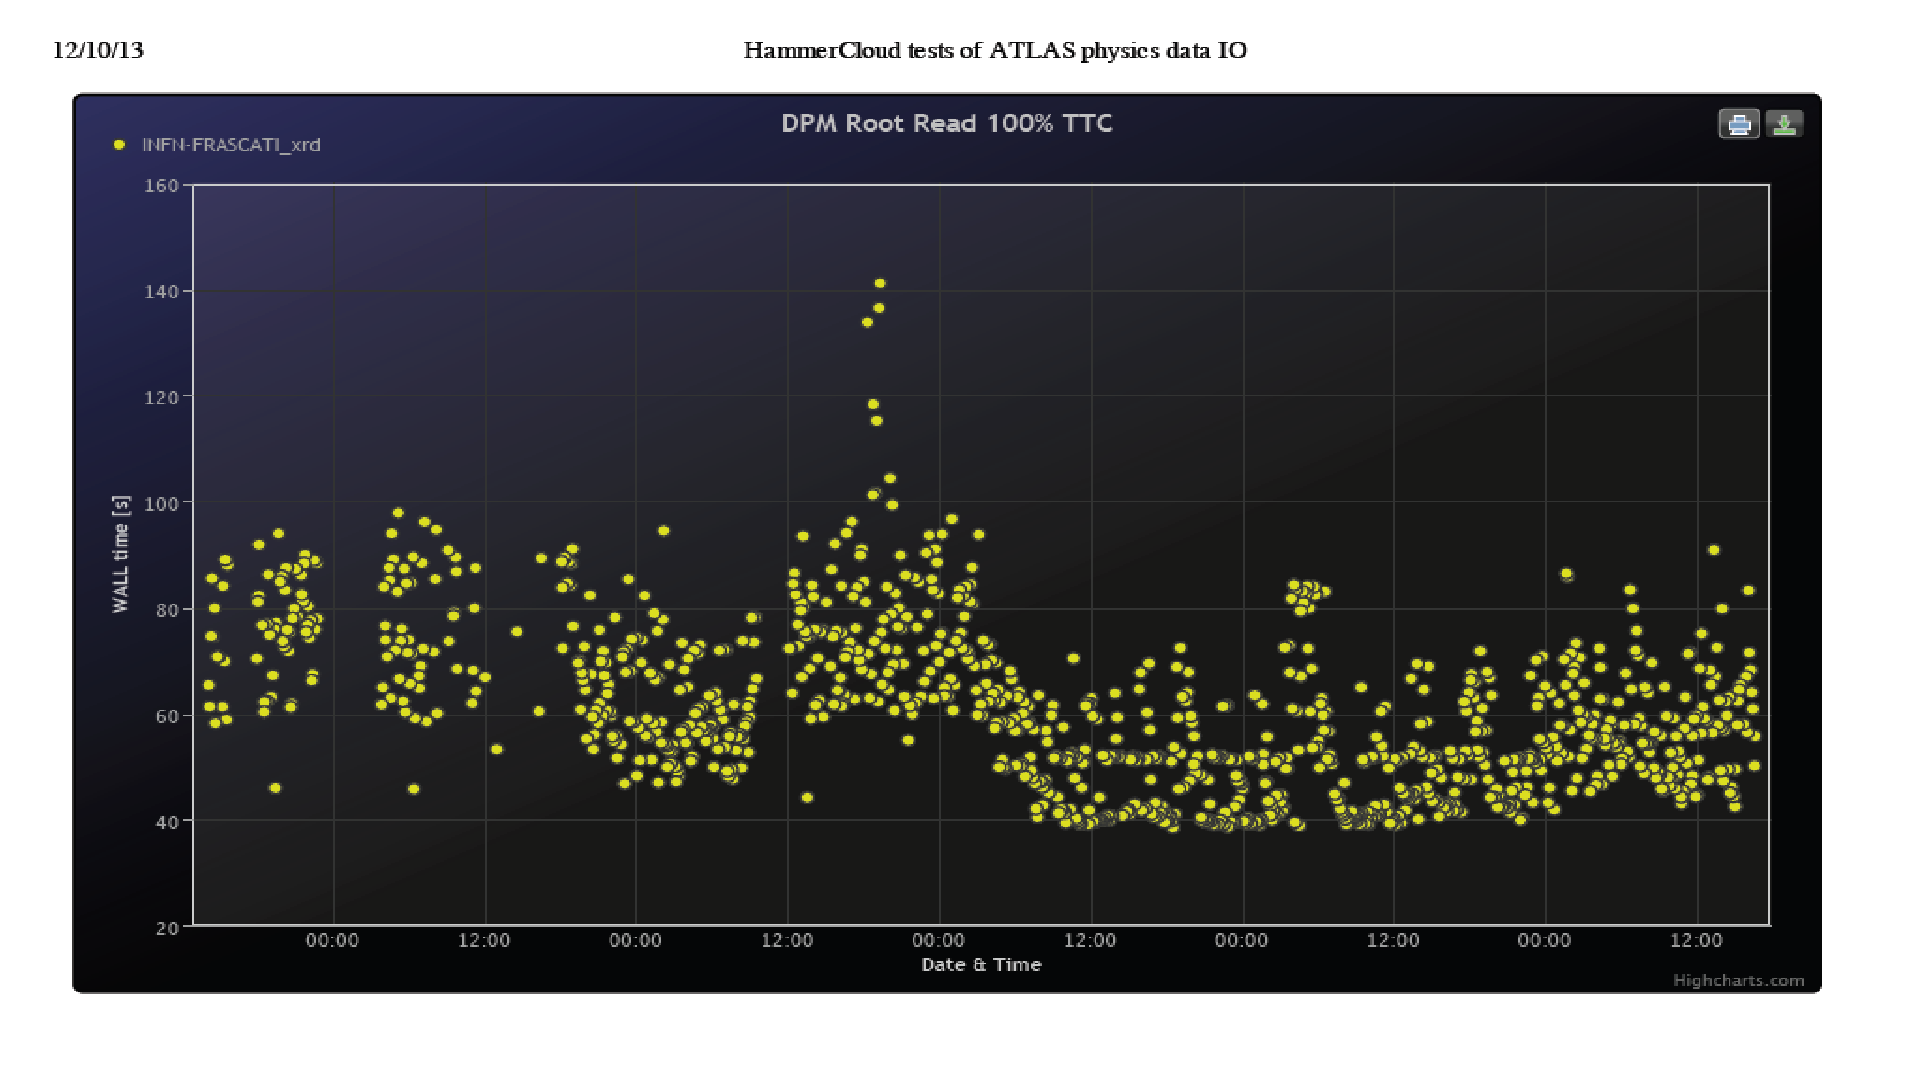 12/10/13
HammerCloud tests of ATLAS physics data IO
DPM Root Read 100% TTC
INFN-FRASCATI_xrd
160
140
120
100
80
60
40
20
WALL time [s]
00:00 12:00 00:00 12:00 00:00 12:00 00:00 12:00 00:00 12:00
Date & Time
Highcharts.com